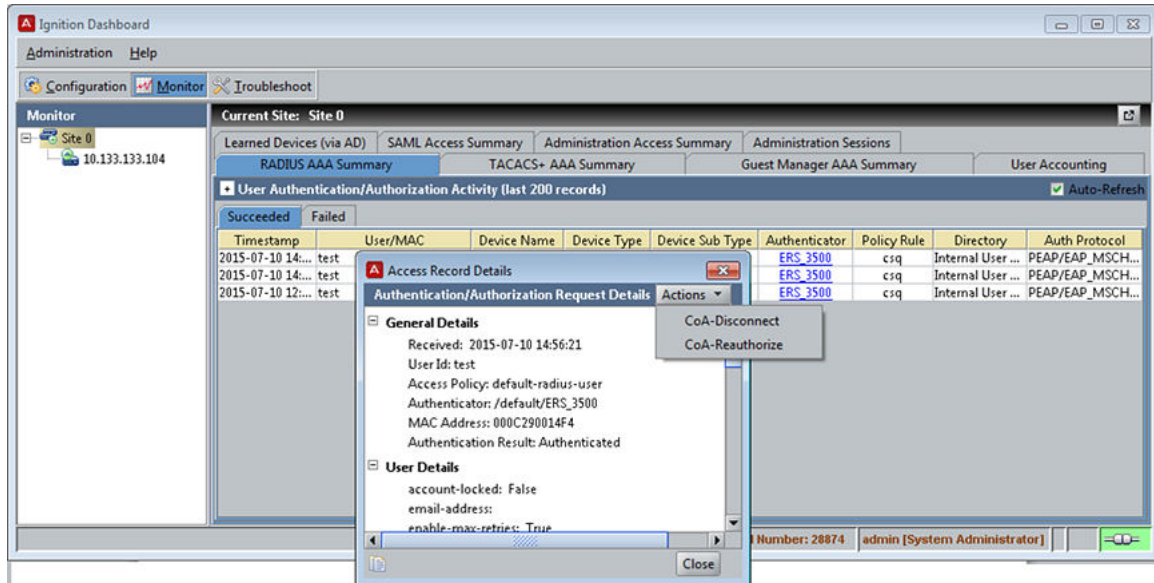 Ignition Dashboard
Administration Help
Configuration Monitor Troubleshoot
Monitor
Site 0
10.133.133.104
Current Site: Site 0
Learned Devices (via AD) SAML Access Summary Administration Access Summary Administration Sessions
RADIUS AAA Summary TACACS+ AAA Summary Guest Manager AAA Summary User Accounting
User Authentication/Authorization Activity (last 200 records) Auto-Refresh
Succeeded Failed
Timestamp User/MAC Device Name Device Type Device Sub Type Authenticator Policy Rule Directory Auth Protocol
2015-07-10 14:... test ERS_3500 csq Internal User ... PEAP/EAP_MSCH...
2015-07-10 14:... test ERS_3500 csq Internal User ... PEAP/EAP_MSCH...
2015-07-10 12:... test ERS_3500 csq Internal User ... PEAP/EAP_MSCH...
Access Record Details
Authentication/Authorization Request Details Actions
CoA-Disconnect
CoA-Reauthorize
General Details
Received: 2015-07-10 14:56:21
User Id: test
Access Policy: default-radius-user
Authenticator: /default/ERS_3500
MAC Address: 000C290014F4
Authentication Result: Authenticated
User Details
account-locked: False
email-address:
enable-max-retries: True
Close
Number: 28874 admin [System Administrator]